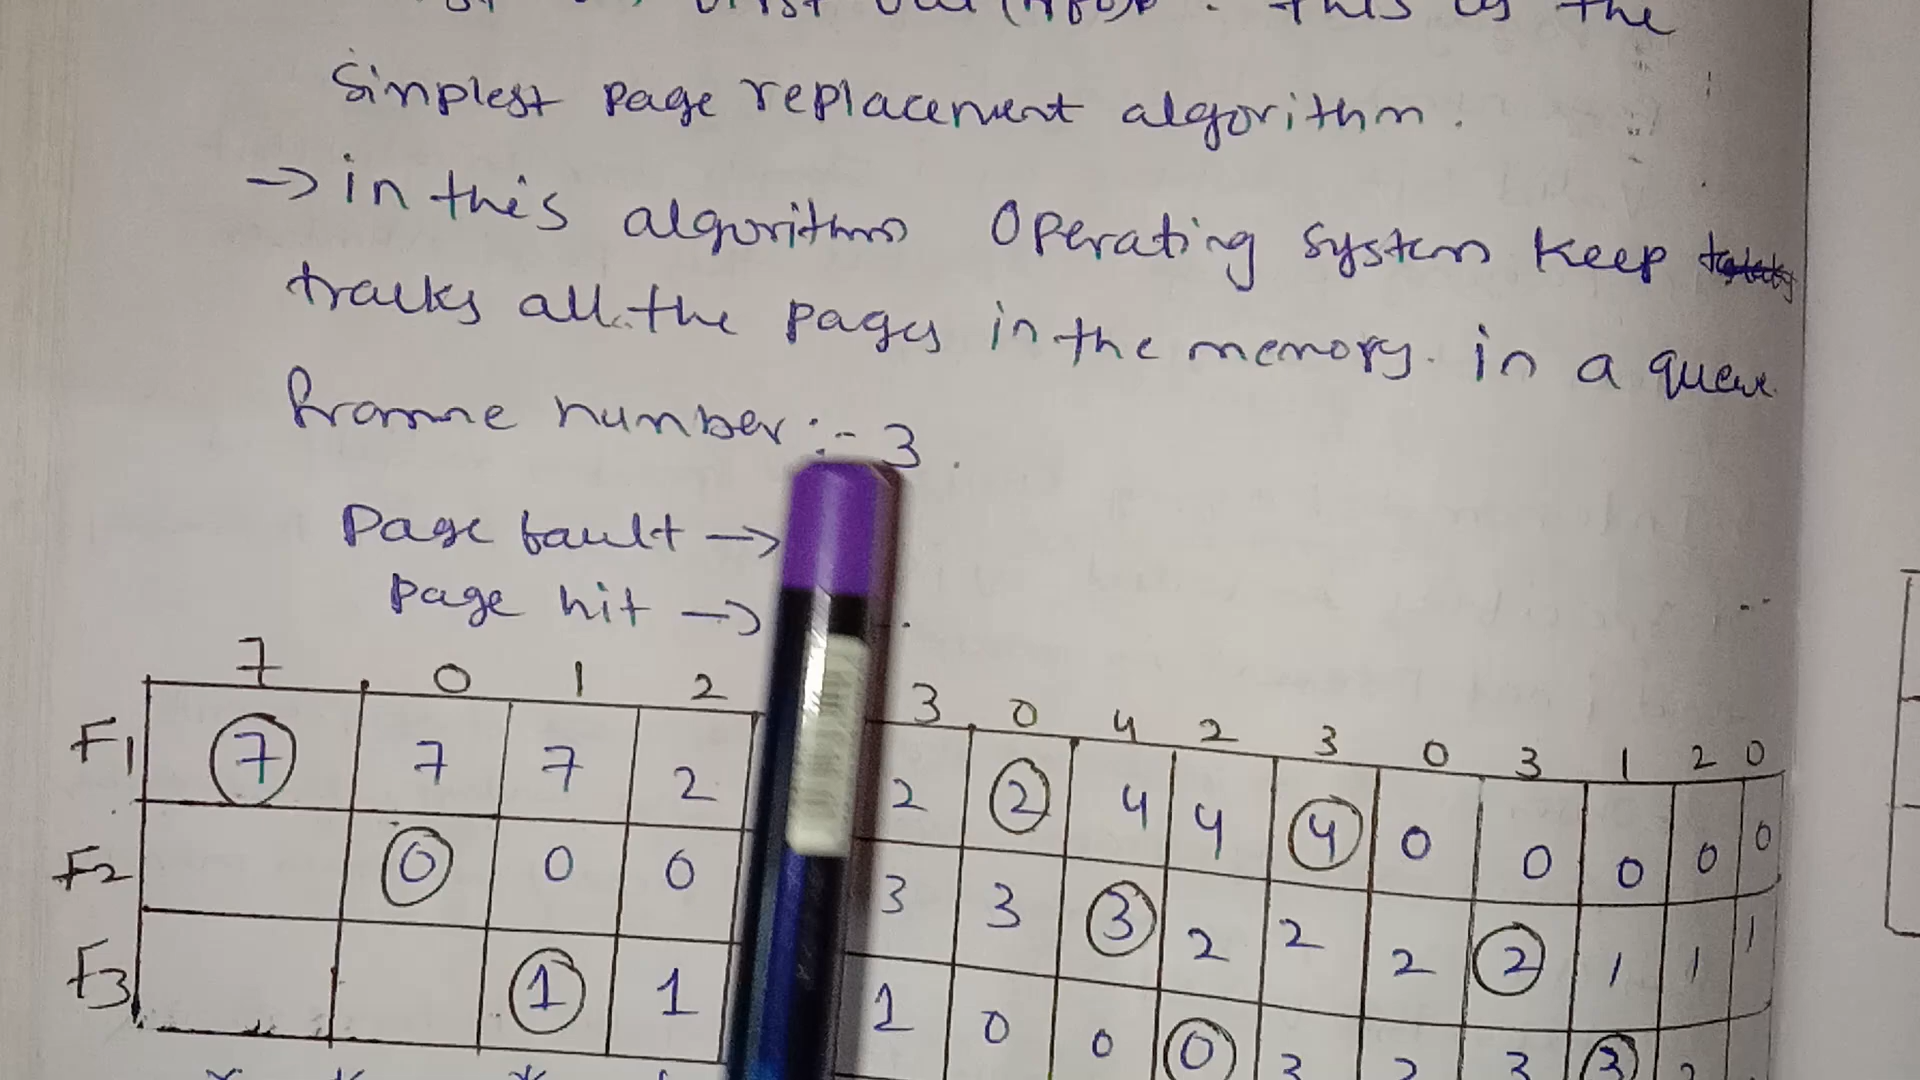 this is the
Simplest page replacement algorithm.
→ in this algorithm Operating System Keep
tracks all the pages in the memory. in a queue
frame number :- 3.
Page fault →
Page hit →
7 0 1 2 3 0 4 2 3 0 3 1 2 0
F1 7 7 7 2 2 2 4 4 4 0 0 0 0 0
F2 0 0 0 3 3 3 2 2 2 2 1 1 1
F3 1 1 1 0 0 0 3 3 3 3